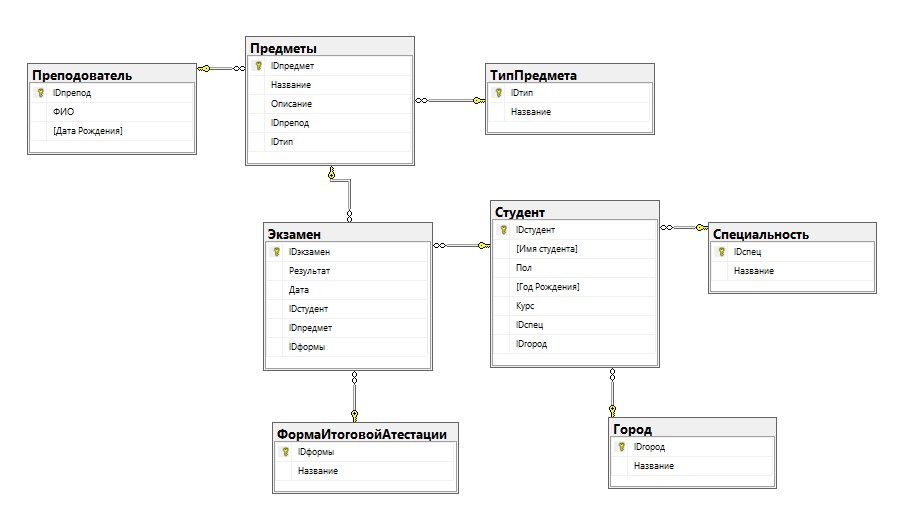 Преподователь
IDпрепод
ФИО
[Дата Рождения]
Предметы
IDпредмет
Название
Описание
IDпрепод
IDтип
ТипПредмета
IDтип
Название
Экзамен
IDэкзамен
Результат
Дата
IDстудент
IDпредмет
IDформы
Студент
IDстудент
[Имя студента]
Пол
[Год Рождения]
Курс
IDспец
IDгород
Специальность
IDспец
Название
ФормаИтоговойАтестации
IDформы
Название
Город
IDгород
Название